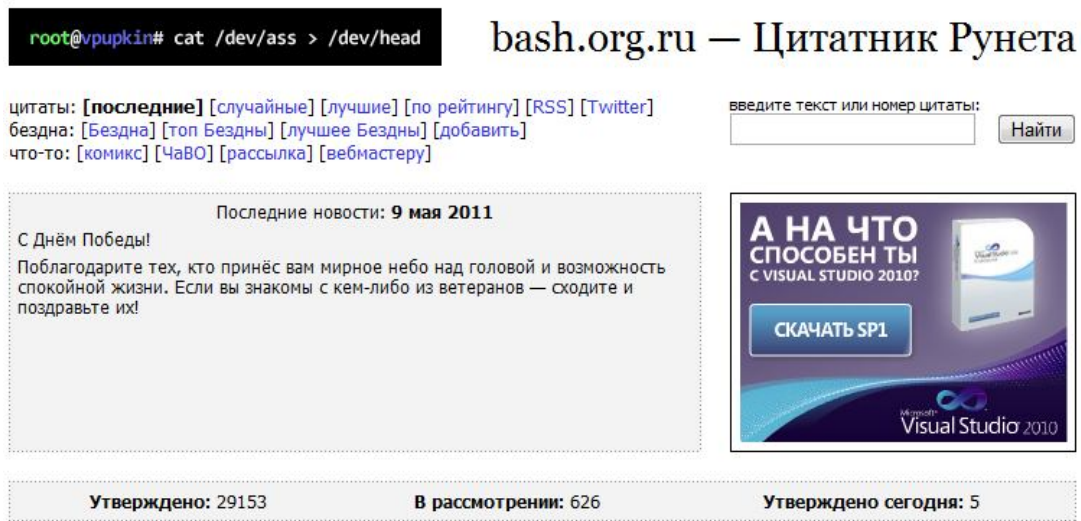 root@vpupkin# cat /dev/ass > /dev/head
bash.org.ru — Цитатник Рунета
цитаты: [последние] [случайные] [лучшие] [по рейтингу] [RSS] [Twitter]
бездна: [Бездна] [топ Бездны] [лучшее Бездны] [добавить]
что-то: [комикс] [ЧаВО] [рассылка] [вебмастеру]
введите текст или номер цитаты:
Найти
Последние новости: 9 мая 2011
С Днём Победы!
Поблагодарите тех, кто принёс вам мирное небо над головой и возможность
спокойной жизни. Если вы знакомы с кем-либо из ветеранов — сходите и
поздравьте их!
А НА ЧТО
СПОСОБЕН ТЫ
С VISUAL STUDIO 2010?
СКАЧАТЬ SP1
Microsoft
Visual Studio 2010
Утверждено: 29153 В рассмотрении: 626 Утверждено сегодня: 5